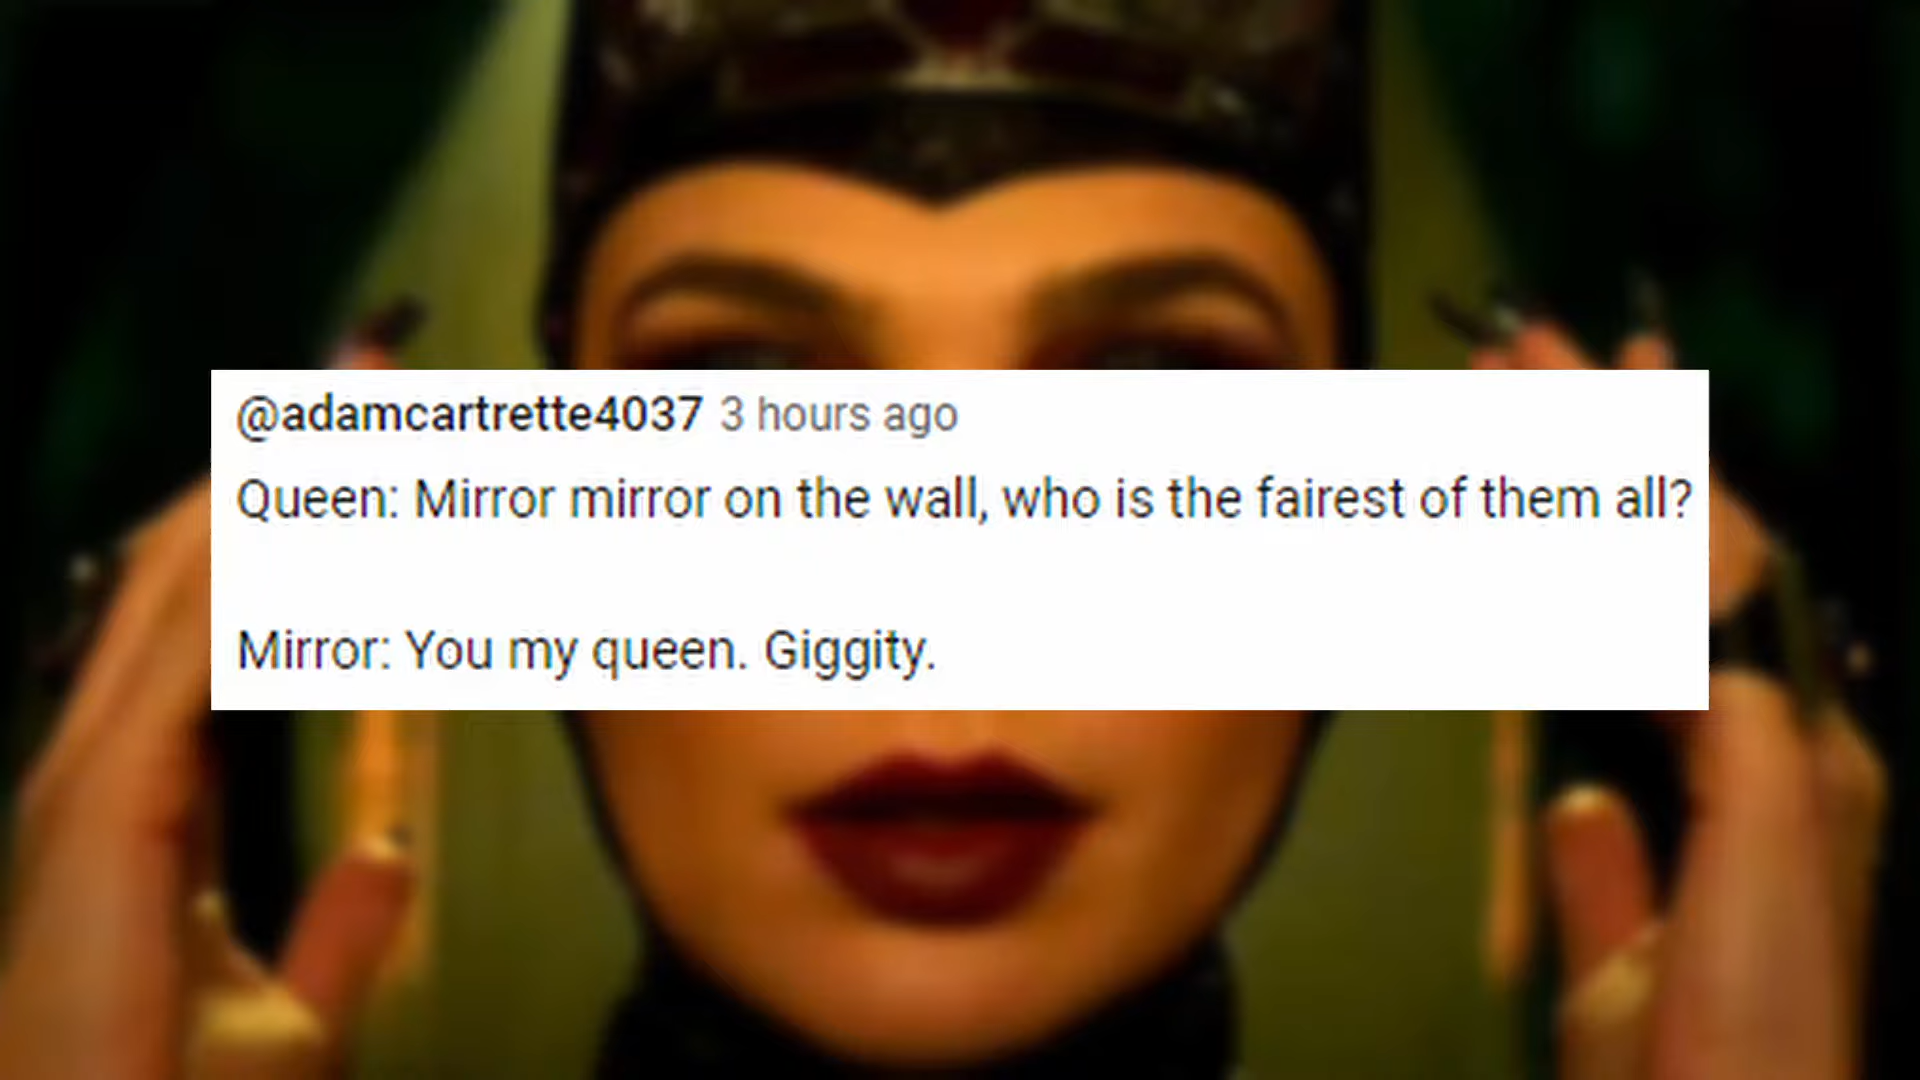 @adamcartrette4037 3 hours ago
Queen: Mirror mirror on the wall, who is the fairest of them all?
Mirror: You my queen. Giggity.